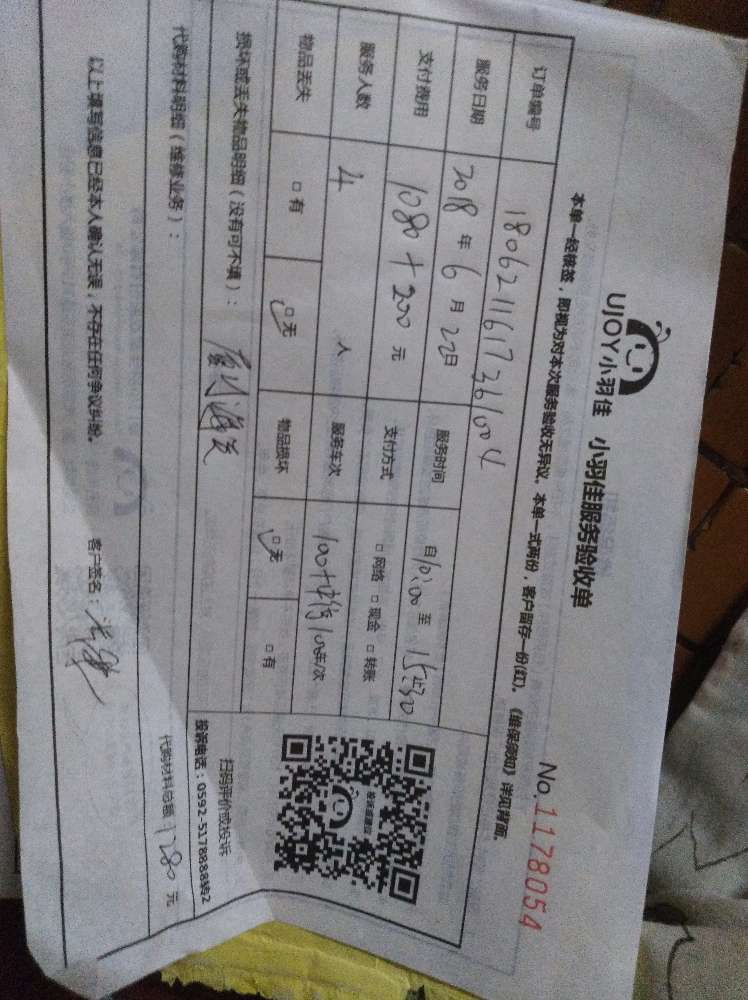 UJOY小羽佳 小羽佳服务验收单
No.1178054
本单一经核签，即视为对本次服务验收无异议。本单一式两份，客户留存一份(红)。《维保须知》详见背面。
订单编号 1806211617361004
服务日期 2018 年 6 月 22日 服务时间 自10:00 至 15:30
支付费用 1080+200 元 支付方式 □网络 □现金 □转账
服务人数 4 人 服务车次 车/次
物品丢失 □有 □无 物品损坏 □无 □有
损坏或丢失物品明细（没有可不填）：
扫码评价或投诉
投诉电话：0592-5178888转2
代购材料明细（维修业务）：
代购材料总额 1280 元
以上填写信息已经本人确认无误，不存在任何争议纠纷。 客户签名：